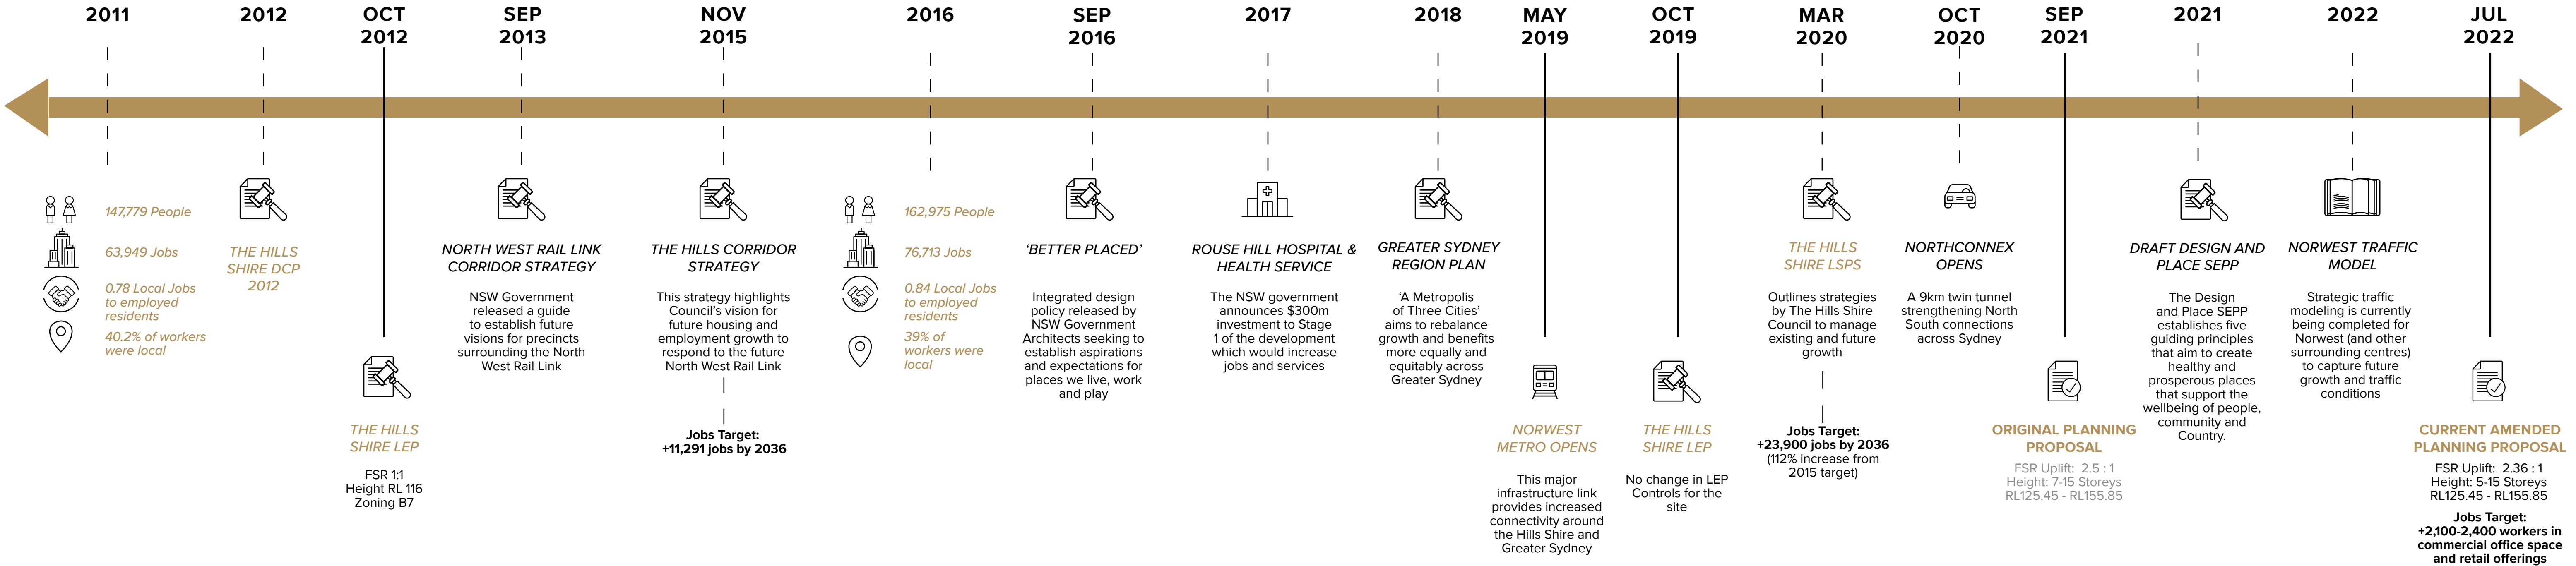 2011
147,779 People
63,949 Jobs
0.78 Local Jobs
to employed
residents
40.2% of workers
were local
2012
THE HILLS
SHIRE DCP
2012
OCT
2012
THE HILLS
SHIRE LEP
FSR 1:1
Height RL 116
Zoning B7
SEP
2013
NORTH WEST RAIL LINK
CORRIDOR STRATEGY
NSW Government
released a guide
to establish future
visions for precincts
surrounding the North
West Rail Link
NOV
2015
THE HILLS CORRIDOR
STRATEGY
This strategy highlights
Council's vision for
future housing and
employment growth to
respond to the future
North West Rail Link
Jobs Target:
+11,291 jobs by 2036
2016
162,975 People
76,713 Jobs
0.84 Local Jobs
to employed
residents
39% of
workers were
local
SEP
2016
‘BETTER PLACED’
Integrated design
policy released by
NSW Government
Architects seeking to
establish aspirations
and expectations for
places we live, work
and play
2017
ROUSE HILL HOSPITAL &
HEALTH SERVICE
The NSW government
announces $300m
investment to Stage
1 of the development
which would increase
jobs and services
2018
GREATER SYDNEY
REGION PLAN
‘A Metropolis
of Three Cities’
aims to rebalance
growth and benefits
more equally and
equitably across
Greater Sydney
MAY
2019
NORWEST
METRO OPENS
This major
infrastructure link
provides increased
connectivity around
the Hills Shire and
Greater Sydney
OCT
2019
THE HILLS
SHIRE LEP
No change in LEP
Controls for the
site
MAR
2020
THE HILLS
SHIRE LSPS
Outlines strategies
by The Hills Shire
Council to manage
existing and future
growth
Jobs Target:
+23,900 jobs by 2036
(112% increase from
2015 target)
OCT
2020
NORTHCONNEX
OPENS
A 9km twin tunnel
strengthening North
South connections
across Sydney
SEP
2021
ORIGINAL PLANNING
PROPOSAL
FSR Uplift: 2.5 : 1
Height: 7-15 Storeys
RL125.45 - RL155.85
2021
DRAFT DESIGN AND
PLACE SEPP
The Design
and Place SEPP
establishes five
guiding principles
that aim to create
healthy and
prosperous places
that support the
wellbeing of people,
community and
Country.
2022
NORWEST TRAFFIC
MODEL
Strategic traffic
modeling is currently
being completed for
Norwest (and other
surrounding centres)
to capture future
growth and traffic
conditions
JUL
2022
CURRENT AMENDED
PLANNING PROPOSAL
FSR Uplift: 2.36 : 1
Height: 5-15 Storeys
RL125.45 - RL155.85
Jobs Target:
+2,100-2,400 workers in
commercial office space
and retail offerings